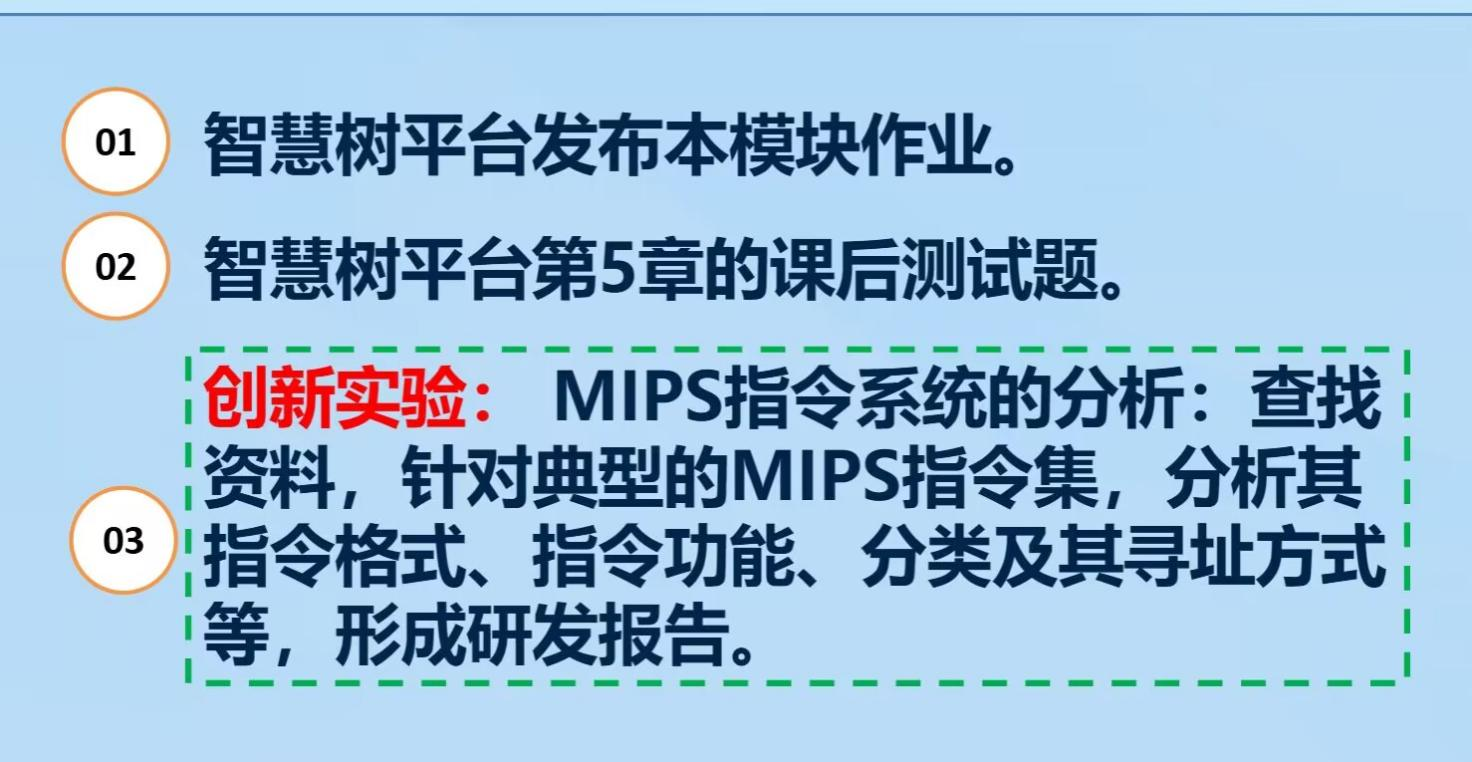 01 智慧树平台发布本模块作业。
02 智慧树平台第5章的课后测试题。
创新实验： MIPS指令系统的分析：查找
资料，针对典型的MIPS指令集，分析其
03 指令格式、指令功能、分类及其寻址方式
等，形成研发报告。